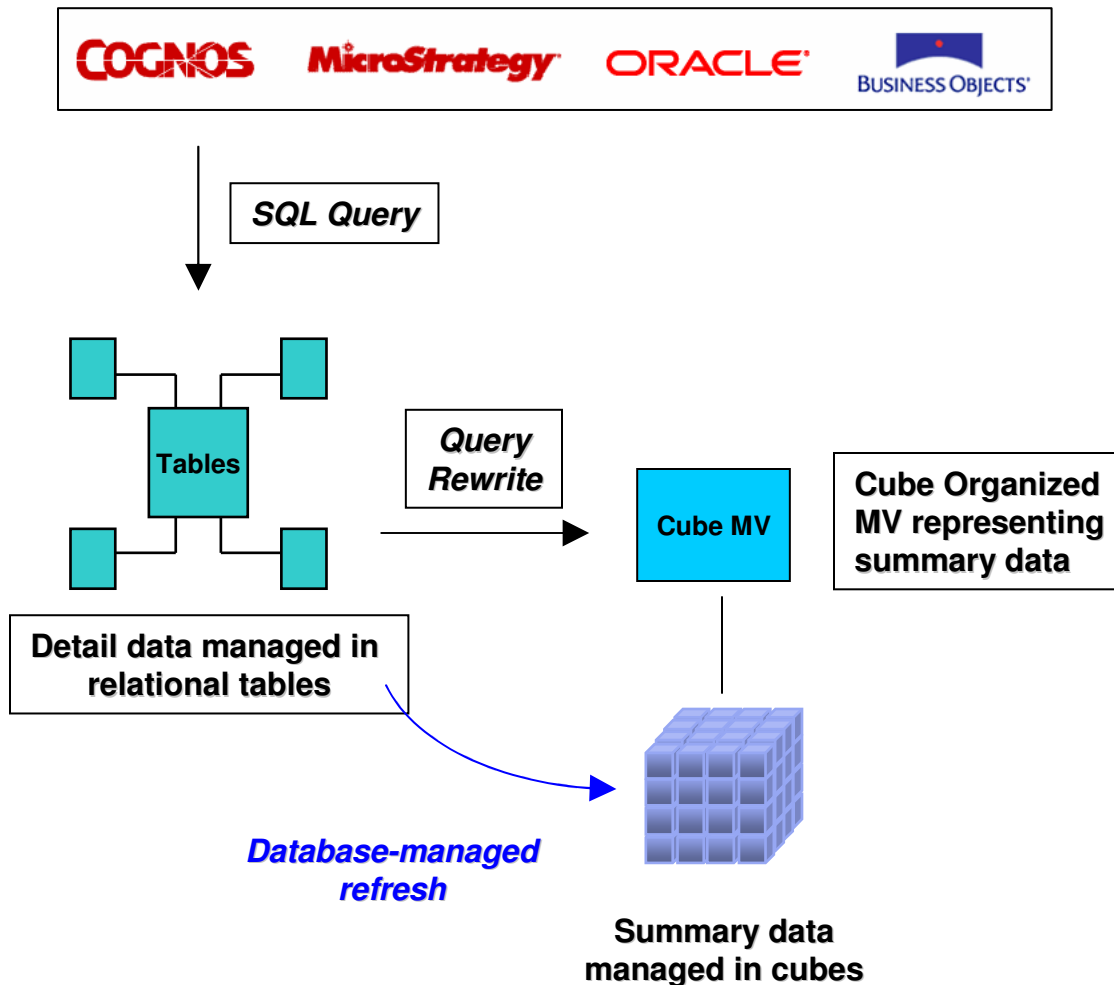 COGNOS
MicroStrategy
ORACLE
BUSINESS OBJECTS
SQL Query
Tables
Query
Rewrite
Cube MV
Cube Organized
MV representing
summary data
Detail data managed in
relational tables
Database-managed
refresh
Summary data
managed in cubes